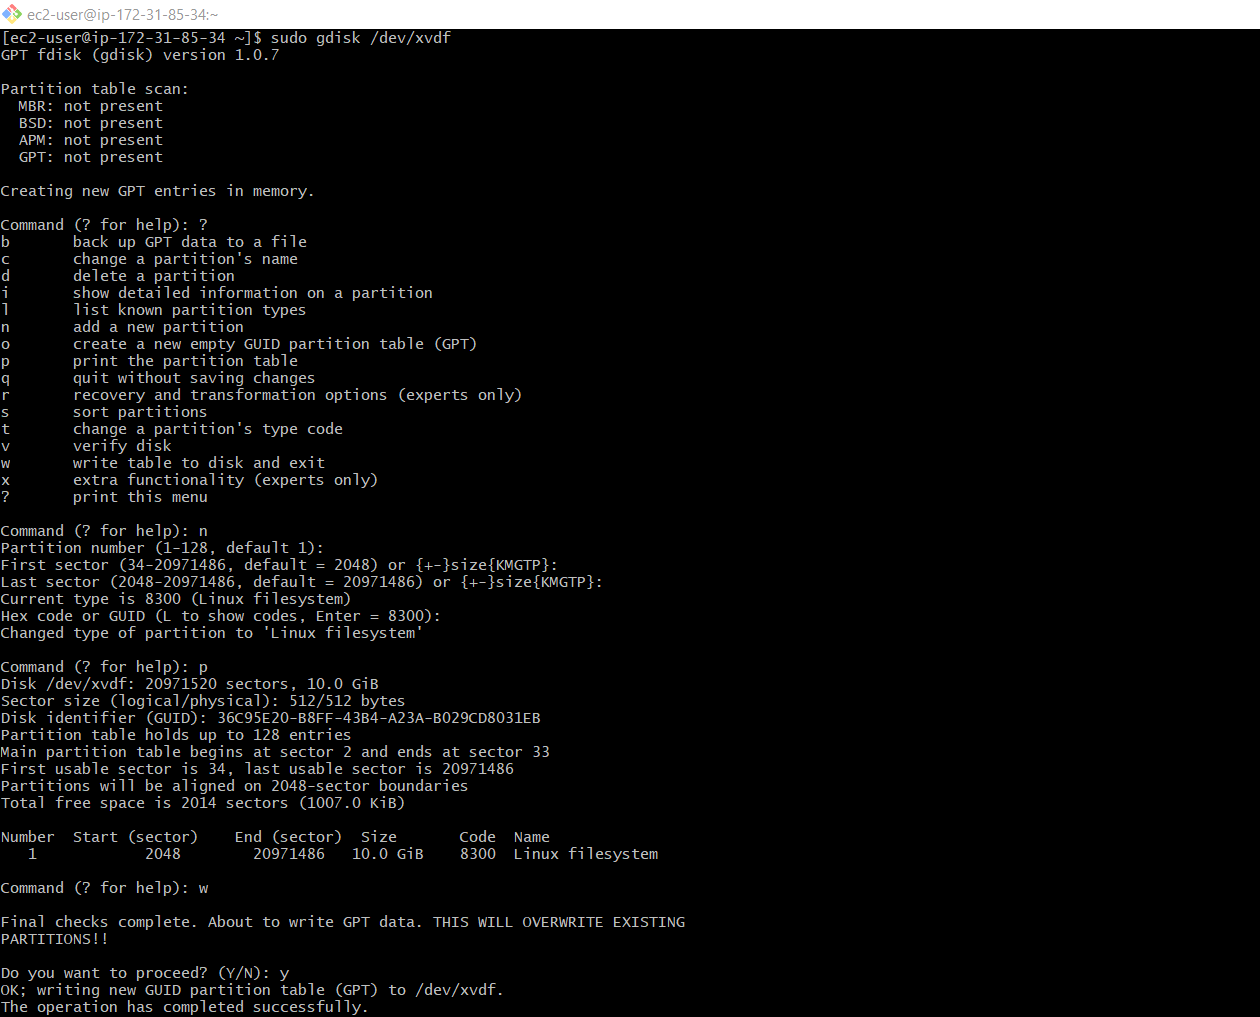 ec2-user@ip-172-31-85-34:~
[ec2-user@ip-172-31-85-34 ~]$ sudo gdisk /dev/xvdf
GPT fdisk (gdisk) version 1.0.7
Partition table scan:
  MBR: not present
  BSD: not present
  APM: not present
  GPT: not present
Creating new GPT entries in memory.
Command (? for help): ?
b       back up GPT data to a file
c       change a partition's name
d       delete a partition
i       show detailed information on a partition
l       list known partition types
n       add a new partition
o       create a new empty GUID partition table (GPT)
p       print the partition table
q       quit without saving changes
r       recovery and transformation options (experts only)
s       sort partitions
t       change a partition's type code
v       verify disk
w       write table to disk and exit
x       extra functionality (experts only)
?       print this menu
Command (? for help): n
Partition number (1-128, default 1):
First sector (34-20971486, default = 2048) or {+-}size{KMGTP}:
Last sector (2048-20971486, default = 20971486) or {+-}size{KMGTP}:
Current type is 8300 (Linux filesystem)
Hex code or GUID (L to show codes, Enter = 8300):
Changed type of partition to 'Linux filesystem'
Command (? for help): p
Disk /dev/xvdf: 20971520 sectors, 10.0 GiB
Sector size (logical/physical): 512/512 bytes
Disk identifier (GUID): 36C95E20-B8FF-43B4-A23A-B029CD8031EB
Partition table holds up to 128 entries
Main partition table begins at sector 2 and ends at sector 33
First usable sector is 34, last usable sector is 20971486
Partitions will be aligned on 2048-sector boundaries
Total free space is 2014 sectors (1007.0 KiB)
Number  Start (sector)    End (sector)  Size       Code  Name
   1            2048        20971486   10.0 GiB    8300  Linux filesystem
Command (? for help): w
Final checks complete. About to write GPT data. THIS WILL OVERWRITE EXISTING
PARTITIONS!!
Do you want to proceed? (Y/N): y
OK; writing new GUID partition table (GPT) to /dev/xvdf.
The operation has completed successfully.